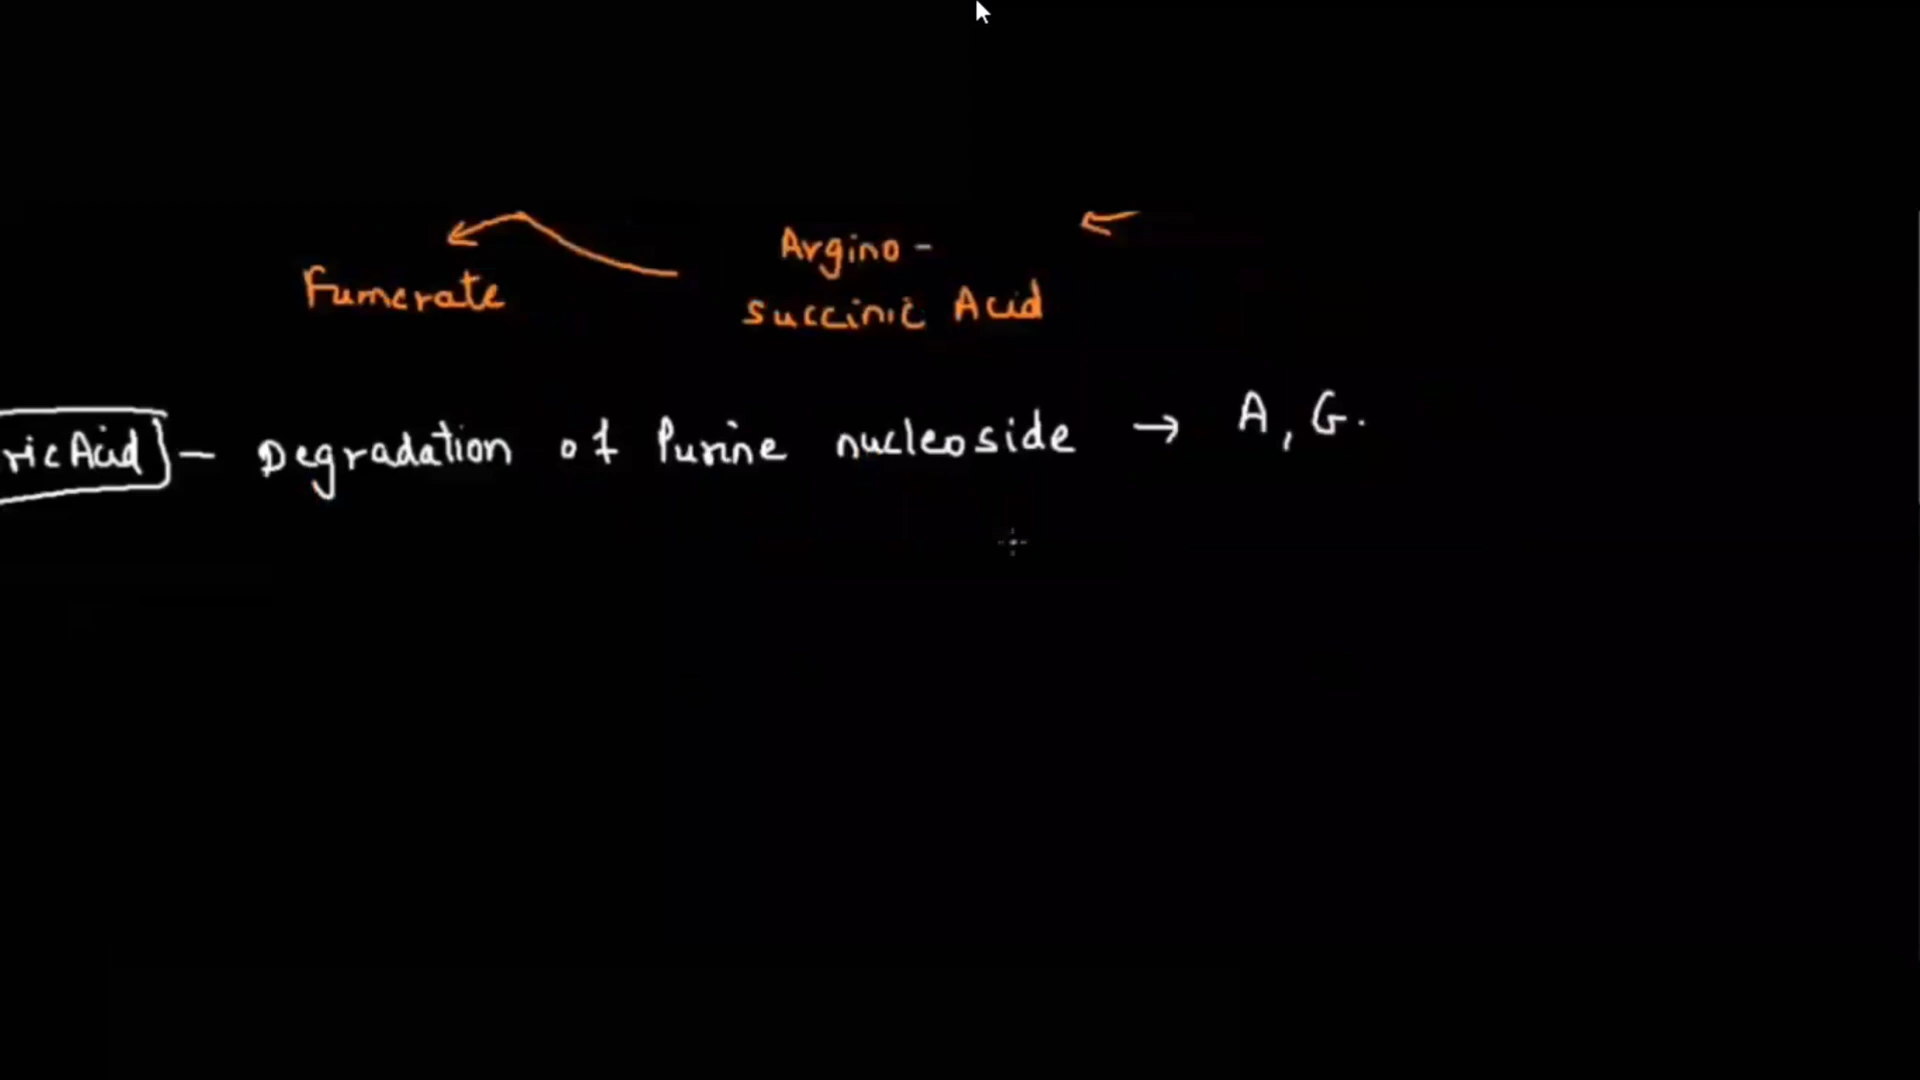 Argino -
Fumerate
succinic Acid
ric Acid - Degradation of Purine nucleoside → A, G.